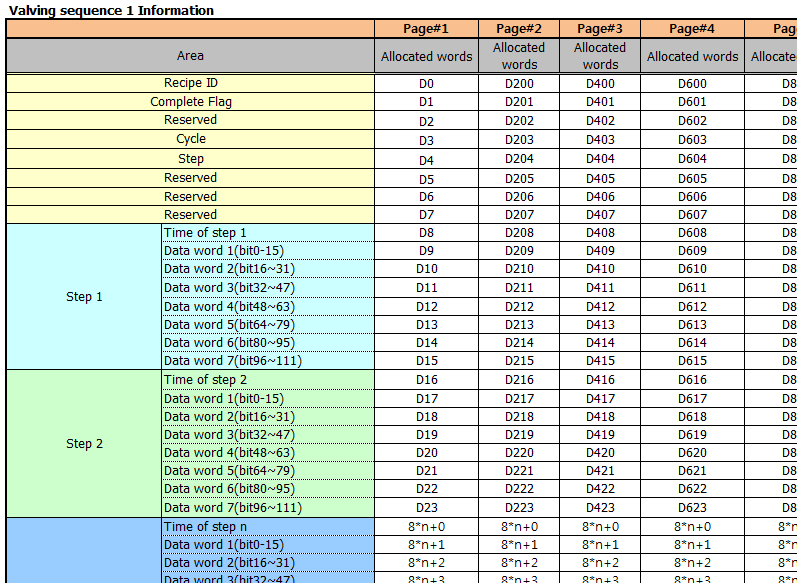 Valving sequence 1 Information
Page#1 Page#2 Page#3 Page#4 Pag
Area Allocated words Allocated words Allocated words Allocated words Allocate
Recipe ID D0 D200 D400 D600 D8
Complete Flag D1 D201 D401 D601 D8
Reserved D2 D202 D402 D602 D8
Cycle D3 D203 D403 D603 D8
Step D4 D204 D404 D604 D8
Reserved D5 D205 D405 D605 D8
Reserved D6 D206 D406 D606 D8
Reserved D7 D207 D407 D607 D8
Step 1
Time of step 1 D8 D208 D408 D608 D8
Data word 1(bit0-15) D9 D209 D409 D609 D8
Data word 2(bit16~31) D10 D210 D410 D610 D8
Data word 3(bit32~47) D11 D211 D411 D611 D8
Data word 4(bit48~63) D12 D212 D412 D612 D8
Data word 5(bit64~79) D13 D213 D413 D613 D8
Data word 6(bit80~95) D14 D214 D414 D614 D8
Data word 7(bit96~111) D15 D215 D415 D615 D8
Step 2
Time of step 2 D16 D216 D416 D616 D8
Data word 1(bit0-15) D17 D217 D417 D617 D8
Data word 2(bit16~31) D18 D218 D418 D618 D8
Data word 3(bit32~47) D19 D219 D419 D619 D8
Data word 4(bit48~63) D20 D220 D420 D620 D8
Data word 5(bit64~79) D21 D221 D421 D621 D8
Data word 6(bit80~95) D22 D222 D422 D622 D8
Data word 7(bit96~111) D23 D223 D423 D623 D8
Time of step n 8*n+0 8*n+0 8*n+0 8*n+0 8*n
Data word 1(bit0-15) 8*n+1 8*n+1 8*n+1 8*n+1 8*n
Data word 2(bit16~31) 8*n+2 8*n+2 8*n+2 8*n+2 8*n
Data word 3(bit32~47) 8*n+3 8*n+3 8*n+3 8*n+3 8*n